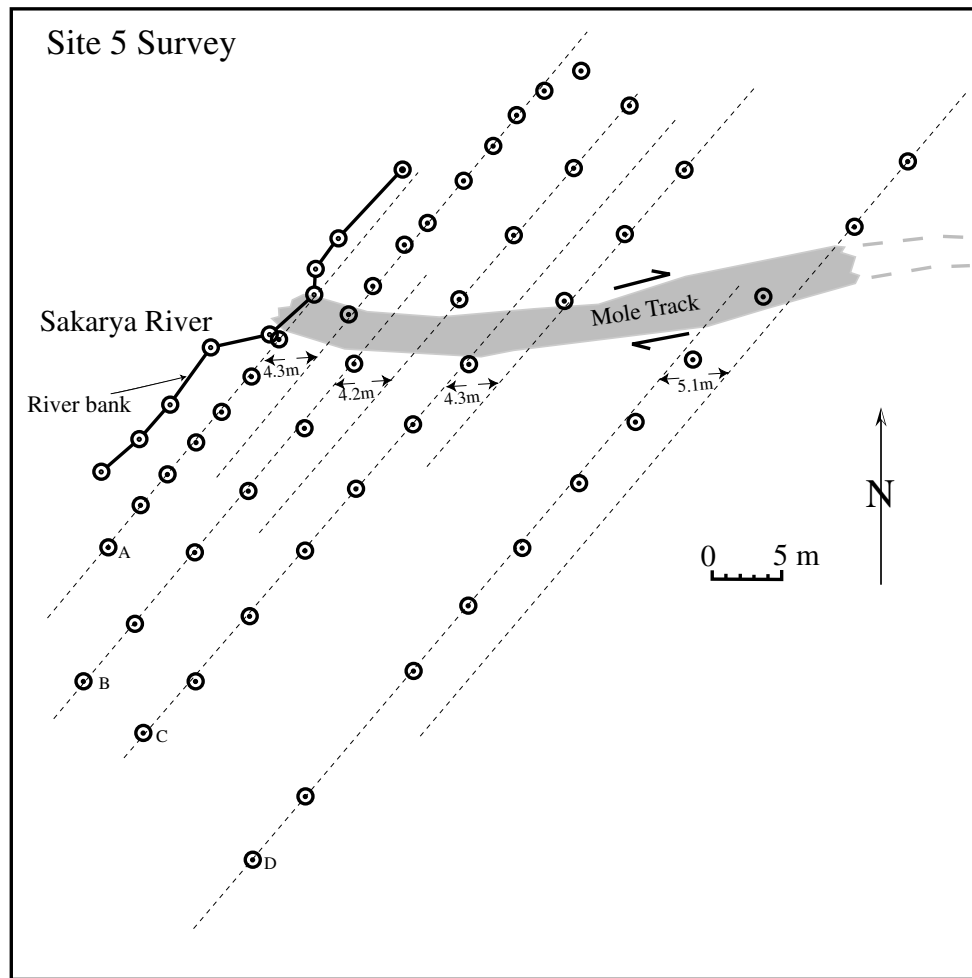 Site 5 Survey
Sakarya River
River bank
Mole Track
4.3m
4.2m
4.3m
5.1m
N
0 5 m
A
B
C
D